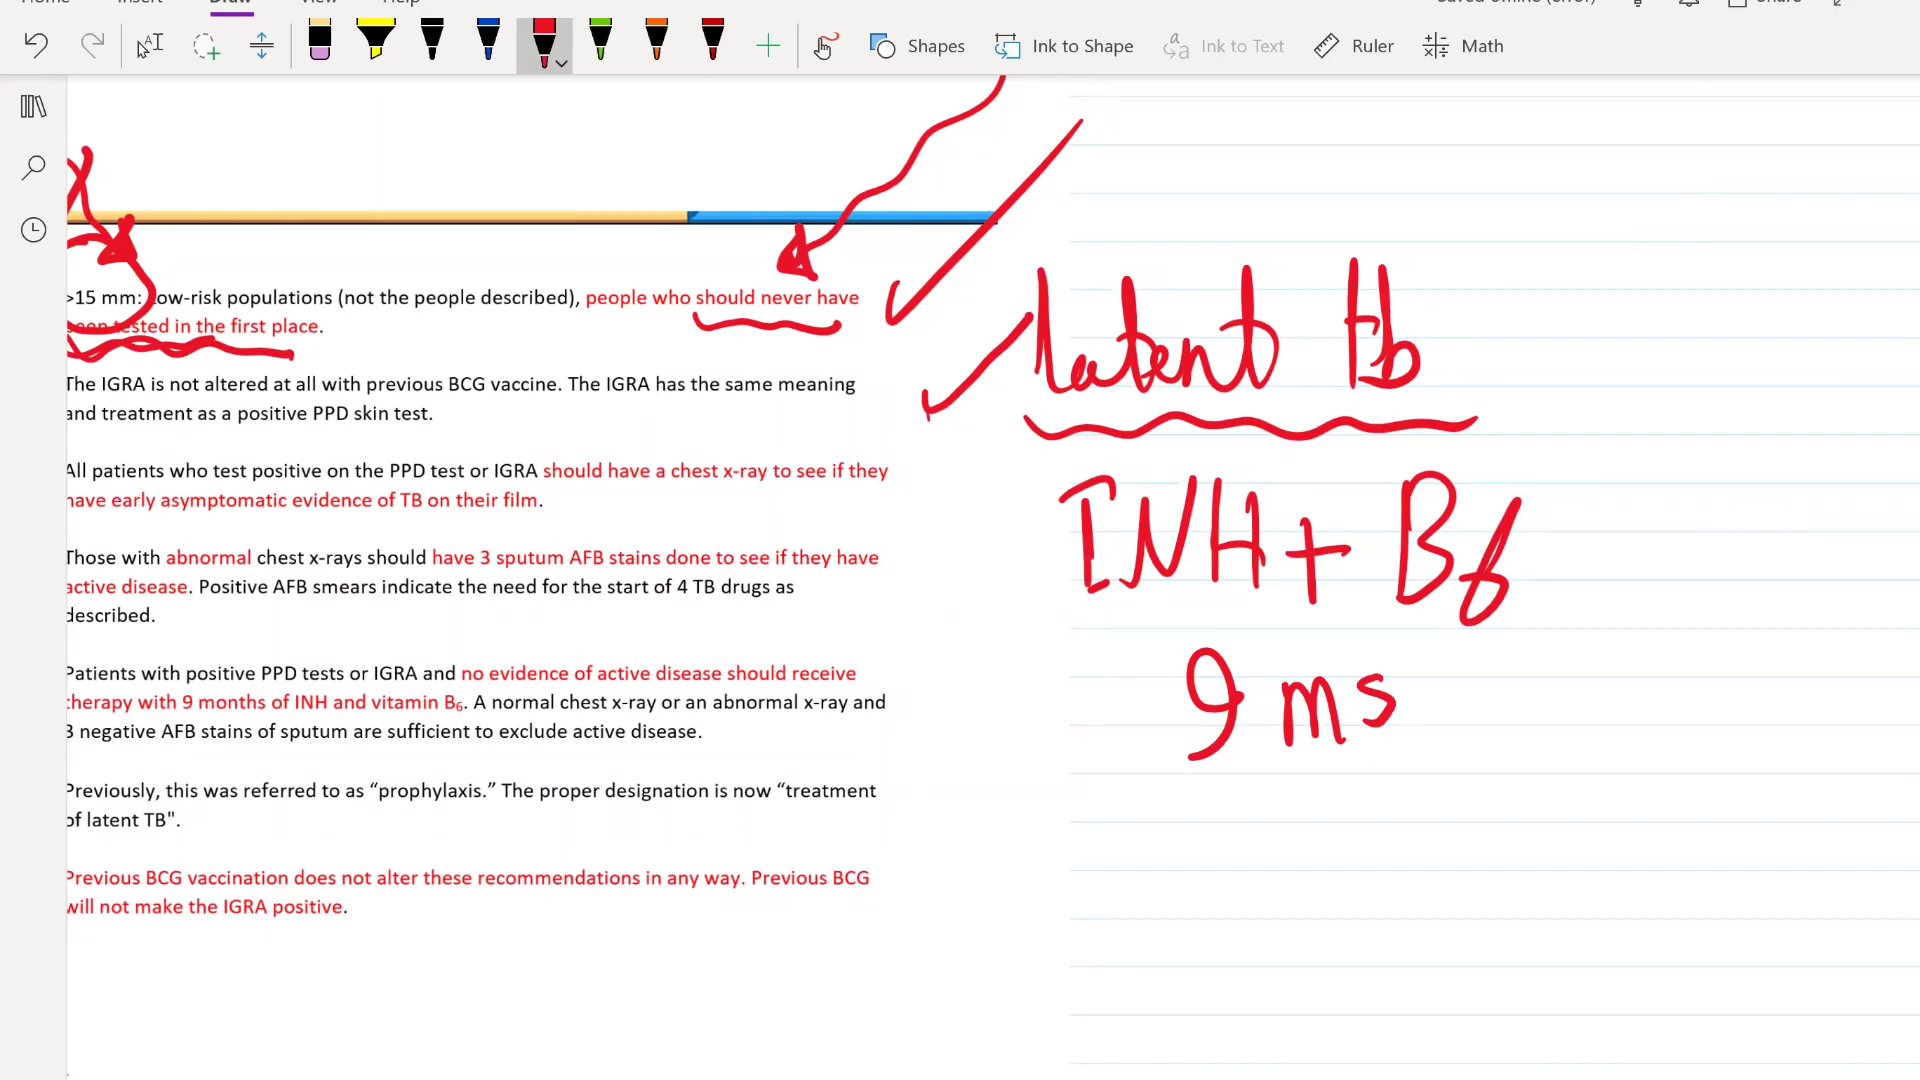 Home Insert Draw View Help
Saved online (error)
Share
Shapes
Ink to Shape
Ink to Text
Ruler
Math
>15 mm: Low-risk populations (not the people described), people who should never have
been tested in the first place.
The IGRA is not altered at all with previous BCG vaccine. The IGRA has the same meaning
and treatment as a positive PPD skin test.
All patients who test positive on the PPD test or IGRA should have a chest x-ray to see if they
have early asymptomatic evidence of TB on their film.
Those with abnormal chest x-rays should have 3 sputum AFB stains done to see if they have
active disease. Positive AFB smears indicate the need for the start of 4 TB drugs as
described.
Patients with positive PPD tests or IGRA and no evidence of active disease should receive
therapy with 9 months of INH and vitamin B₆. A normal chest x-ray or an abnormal x-ray and
3 negative AFB stains of sputum are sufficient to exclude active disease.
Previously, this was referred to as “prophylaxis.” The proper designation is now “treatment
of latent TB".
Previous BCG vaccination does not alter these recommendations in any way. Previous BCG
will not make the IGRA positive.
latent tb
INH + B6
9 ms